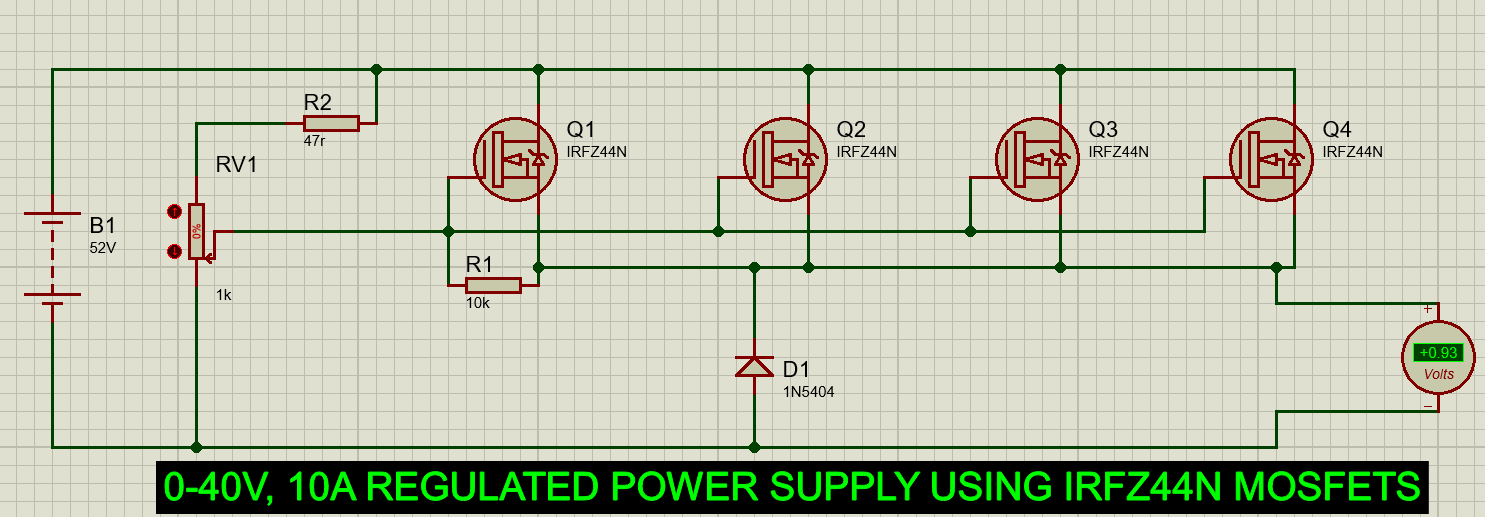 R2
47r
RV1
0%
1k
B1
52V
Q1
IRFZ44N
Q2
IRFZ44N
Q3
IRFZ44N
Q4
IRFZ44N
R1
10k
D1
1N5404
+
+0.93
Volts
−
0-40V, 10A REGULATED POWER SUPPLY USING IRFZ44N MOSFETS